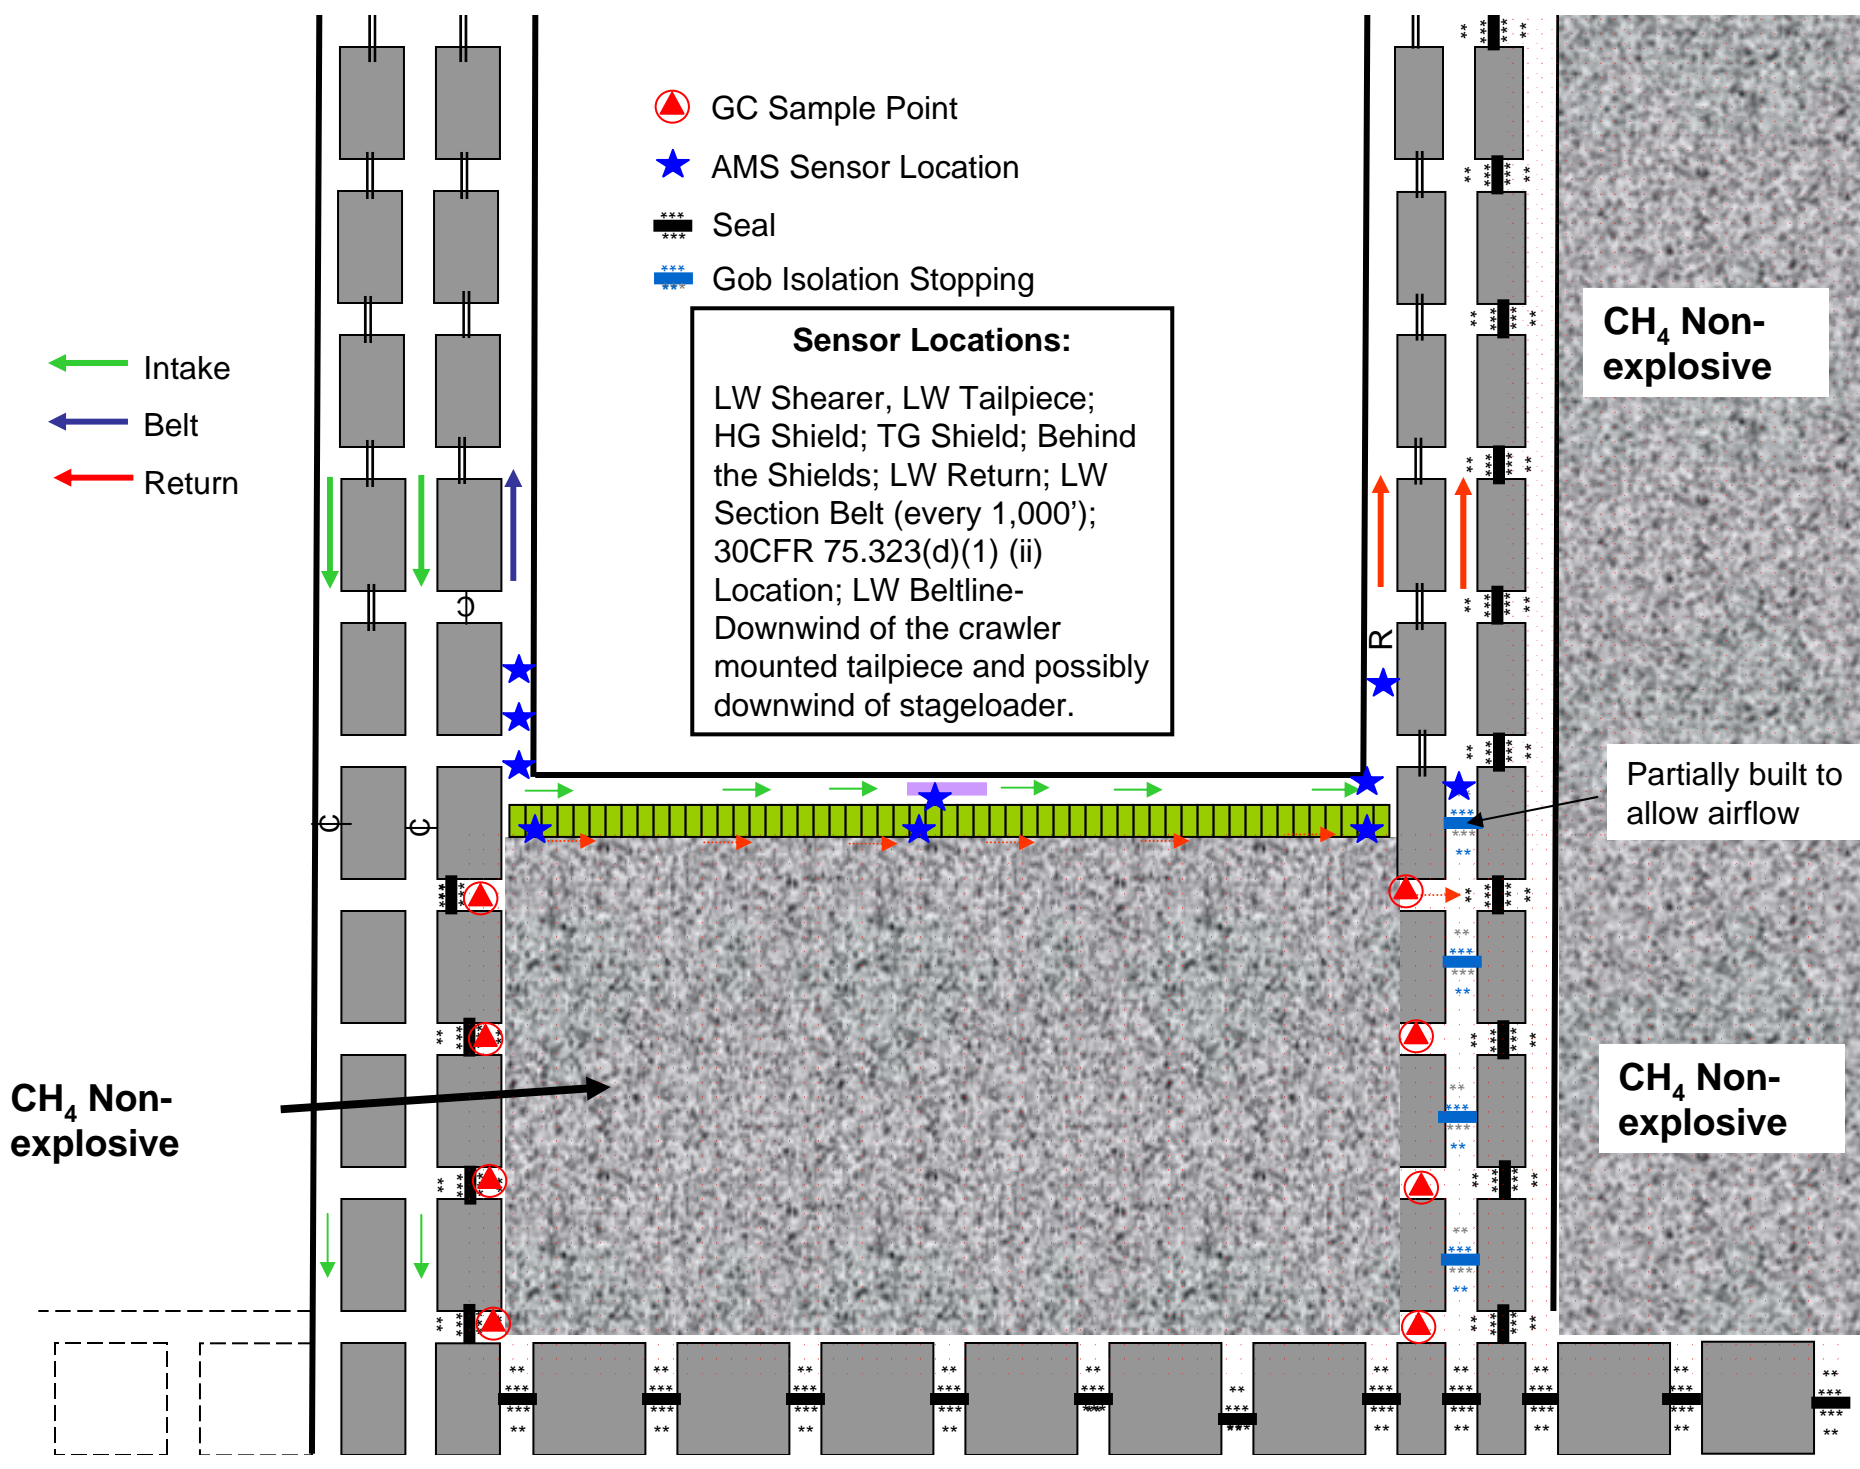 GC Sample Point
AMS Sensor Location
Seal
Gob Isolation Stopping
Intake
Belt
Return
Sensor Locations:
LW Shearer, LW Tailpiece;
HG Shield; TG Shield; Behind
the Shields; LW Return; LW
Section Belt (every 1,000’);
30CFR 75.323(d)(1) (ii)
Location; LW Beltline-
Downwind of the crawler
mounted tailpiece and possibly
downwind of stageloader.
CH₄ Non-
explosive
C
R
Partially built to
allow airflow
C
C
CH₄ Non-
explosive
CH₄ Non-
explosive